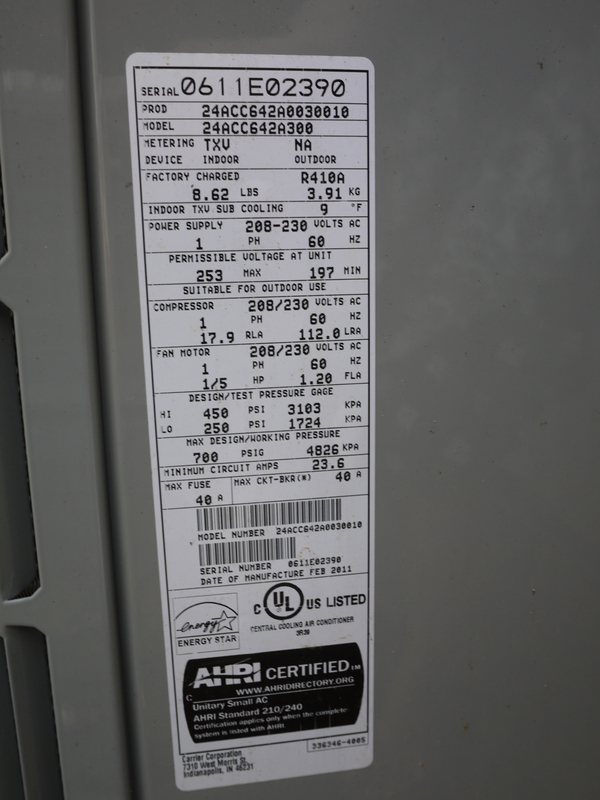 SERIAL 0611E02390
PROD 24ACC642A0030010
MODEL 24ACC642A300
METERING TXV NA
DEVICE INDOOR OUTDOOR
FACTORY CHARGED R410A
8.62 LBS 3.91 KG
INDOOR TXV SUB COOLING 9 °F
POWER SUPPLY 208-230 VOLTS AC
1 PH 60 HZ
PERMISSIBLE VOLTAGE AT UNIT
253 MAX 197 MIN
SUITABLE FOR OUTDOOR USE
COMPRESSOR 208/230 VOLTS AC
1 PH 60 HZ
17.9 RLA 112.0 LRA
FAN MOTOR 208/230 VOLTS AC
1 PH 60 HZ
1/5 HP 1.20 FLA
DESIGN/TEST PRESSURE GAGE
HI 450 PSI 3103 KPA
LO 250 PSI 1724 KPA
MAX DESIGN/WORKING PRESSURE
700 PSIG 4826 KPA
MINIMUM CIRCUIT AMPS 23.6
MAX FUSE MAX CKT-BKR(*) 40 A
40 A
MODEL NUMBER 24ACC642A0030010
SERIAL NUMBER 0611E02390
DATE OF MANUFACTURE FEB 2011
energy
ENERGY STAR
C UL US LISTED
CENTRAL COOLING AIR CONDITIONER
3R38
AHRI CERTIFIED TM
WWW.AHRIDIRECTORY.ORG
C
Unitary Small AC
AHRI Standard 210/240
Certification applies only when the complete
system is listed with AHRI.
336346-4005
Carrier Corporation
7310 West Morris St.
Indianapolis, IN 46231